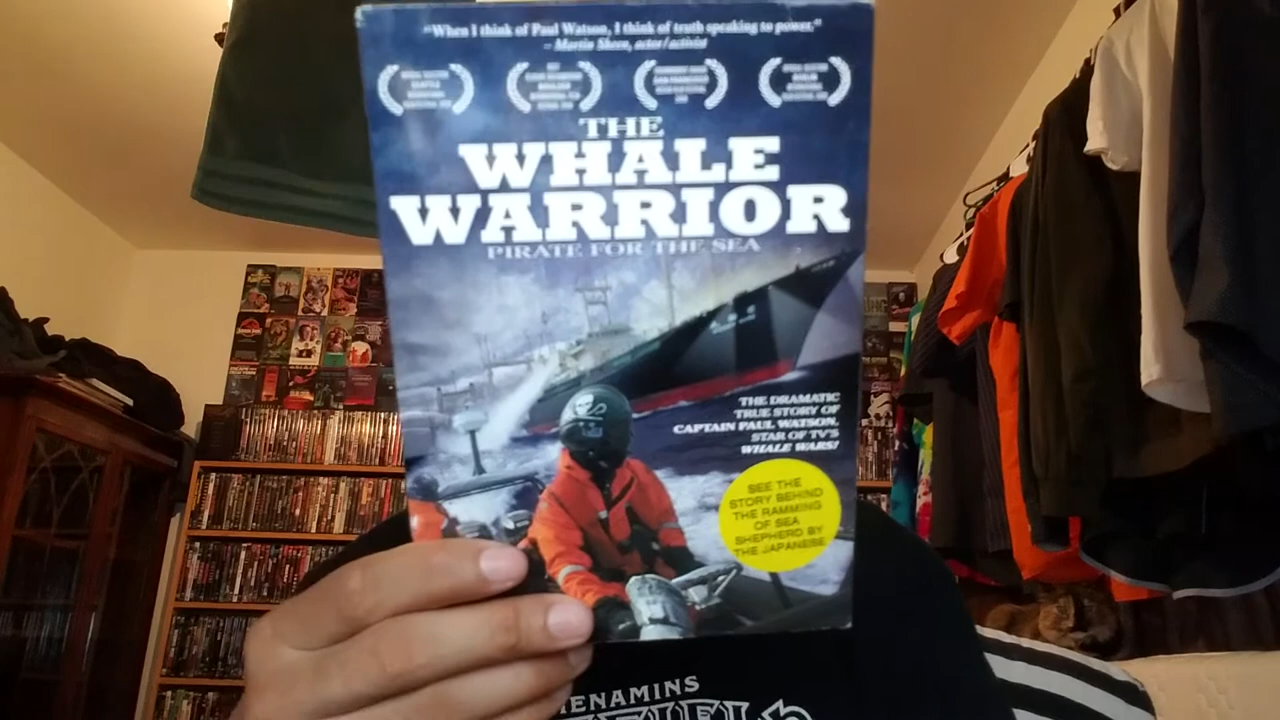 "When I think of Paul Watson, I think of truth speaking to power."
- Martin Sheen, actor/activist
THE
WHALE
WARRIOR
PIRATE FOR THE SEA
THE DRAMATIC
TRUE STORY OF
CAPTAIN PAUL WATSON,
STAR OF TV'S
WHALE WARS!
SEE THE
STORY BEHIND
THE RAMMING
OF SEA
SHEPHERD BY
THE JAPANESE
ENAMINS